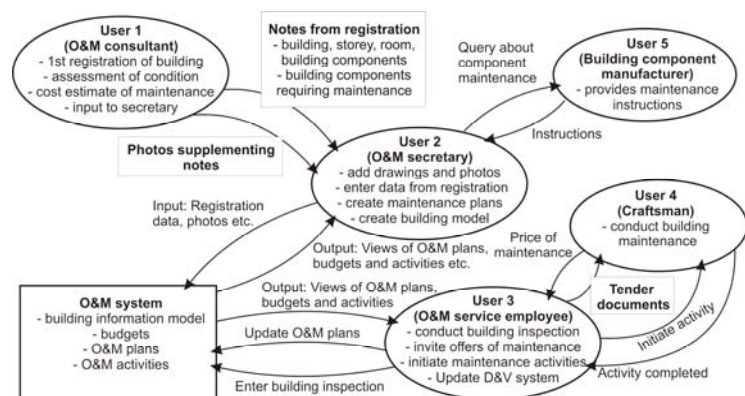 User 1
(O&M consultant)
- 1st registration of building
- assessment of condition
- cost estimate of maintenance
- input to secretary
Notes from registration
- building, storey, room,
building components
- building components
requiring maintenance
Photos supplementing
notes
Query about
component
maintenance
User 5
(Building component
manufacturer)
- provides maintenance
instructions
Instructions
User 2
(O&M secretary)
- add drawings and photos
- enter data from registration
- create maintenance plans
- create building model
Input: Registration
data, photos etc.
Output: Views of O&M plans,
budgets and activities etc.
User 4
(Craftsman)
- conduct building
maintenance
Price of
maintenance
Tender
documents
O&M system
- building information model
- budgets
- O&M plans
- O&M activities
Output: Views of O&M plans,
budgets and activities
Update O&M plans
Enter building inspection
User 3
(O&M service employee)
- conduct building inspection
- invite offers of maintenance
- initiate maintenance activities
- Update D&V system
Initiate activity
Activity completed